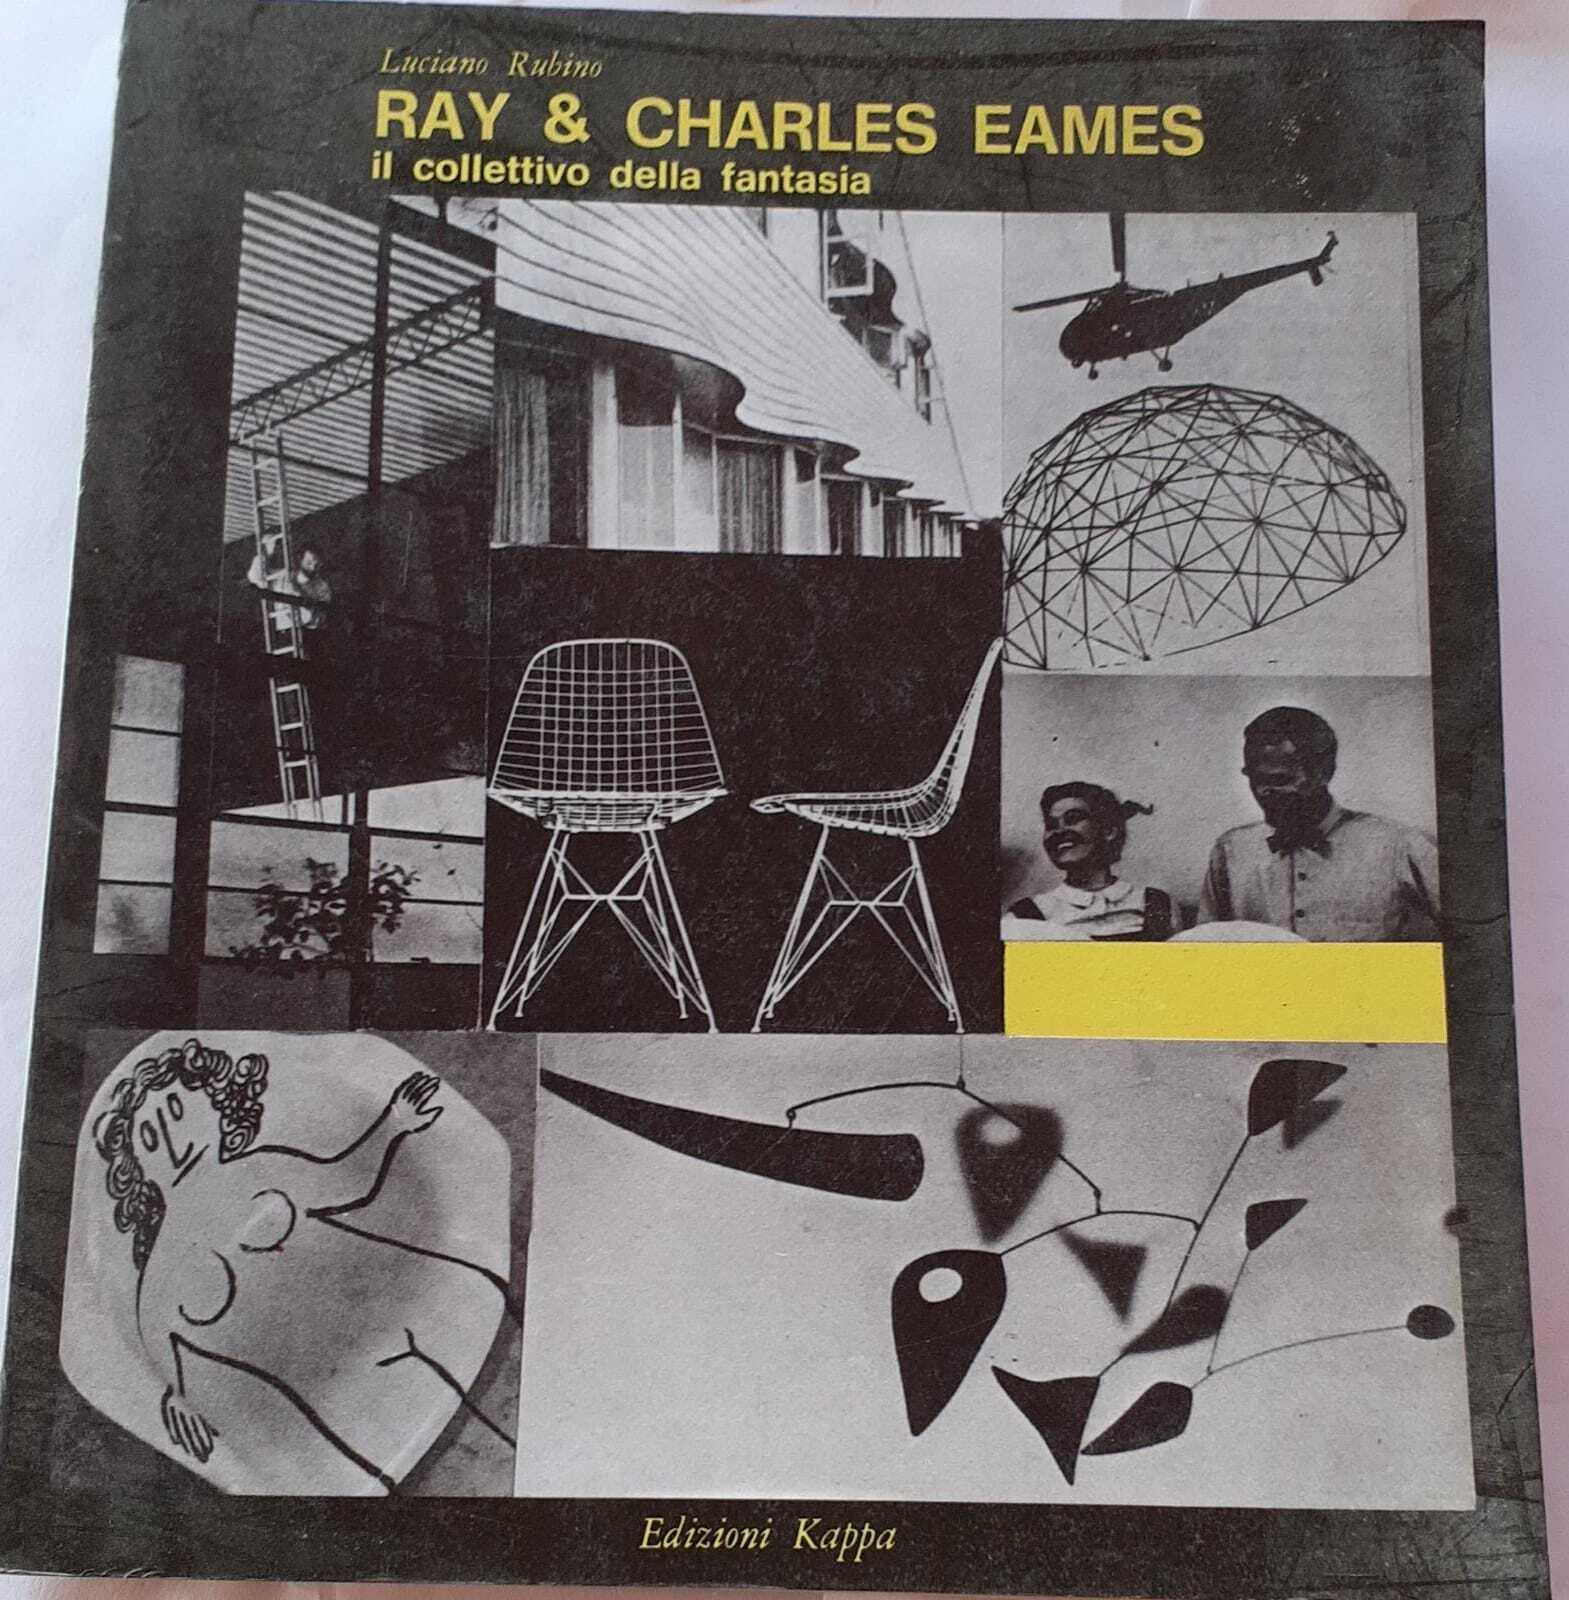 Luciano Rubino
RAY & CHARLES EAMES
il collettivo della fantasia
Edizioni Kappa